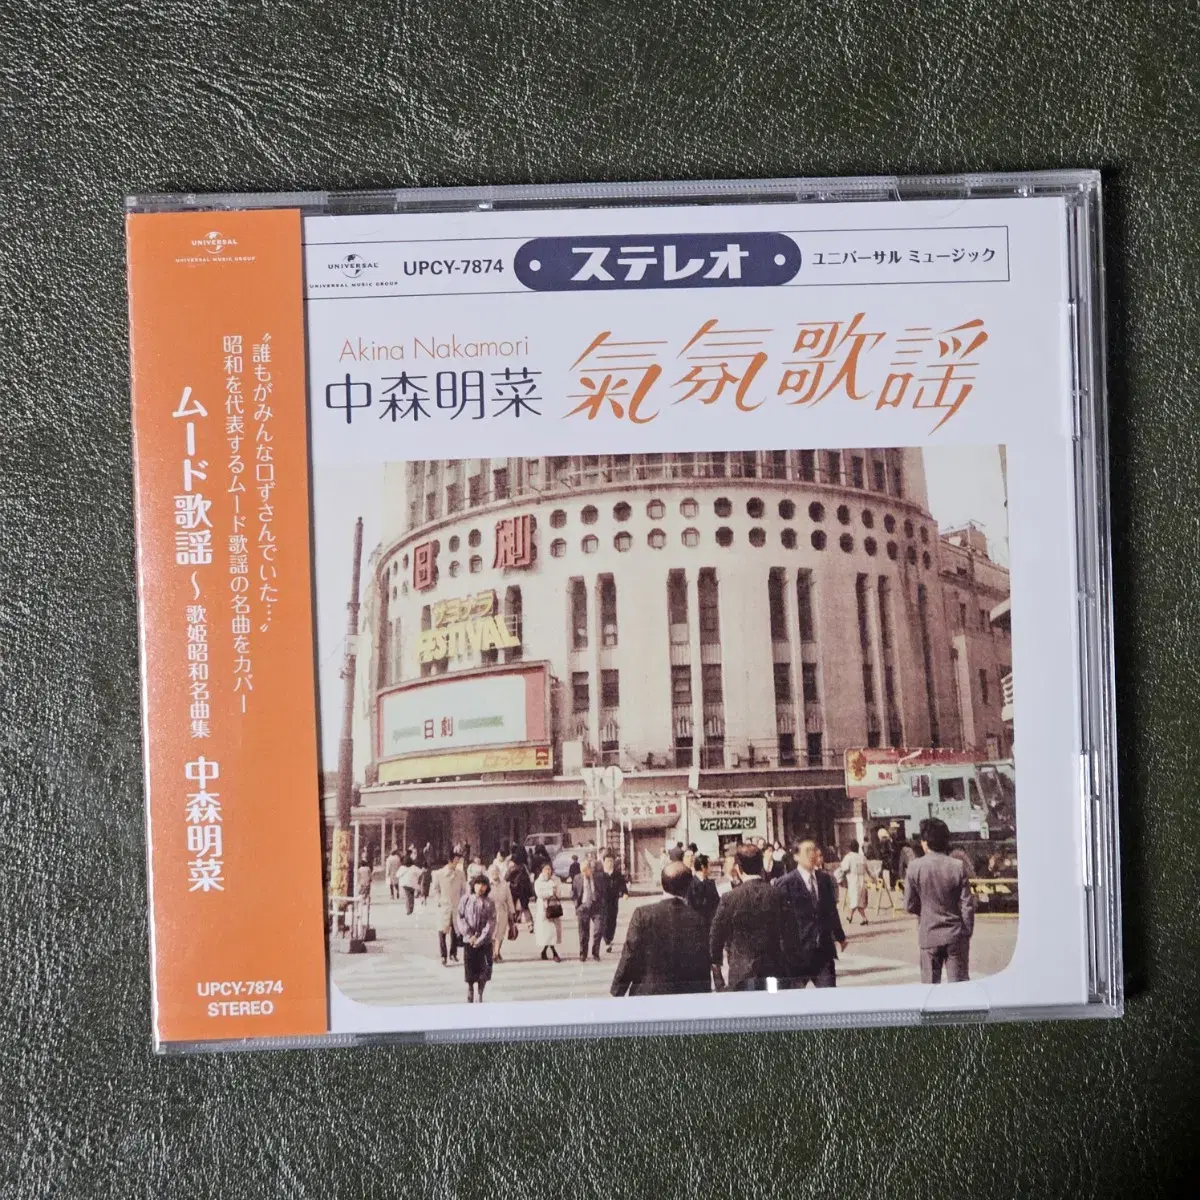 UNIVERSAL
UNIVERSAL MUSIC GROUP
“誰もがみんな口ずさんでいた…”
昭和を代表するムード歌謡の名曲をカバー
ムード歌謡 ~ 歌姫昭和名曲集 中森明菜
UPCY-7874
STEREO
UNIVERSAL
UNIVERSAL MUSIC GROUP
UPCY-7874
・ステレオ・
ユニバーサル ミュージック
Akina Nakamori
中森明菜
氣氛歌謡
日劇
サヨナラ
FESTIVAL
日劇